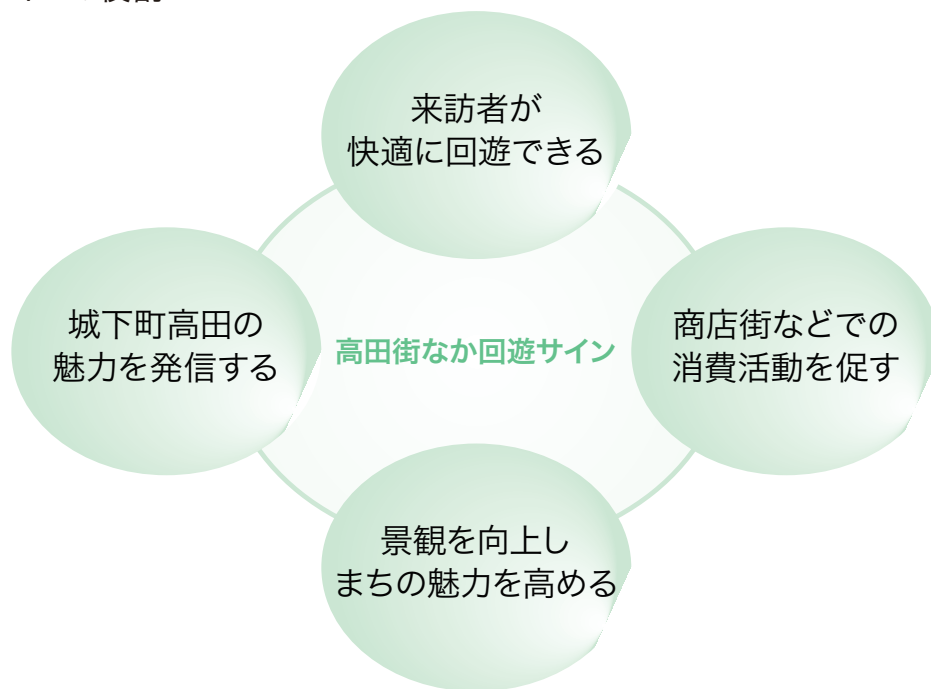 来訪者が
快適に回遊できる
城下町高田の
魅力を発信する
高田街なか回遊サイン
商店街などでの
消費活動を促す
景観を向上し
まちの魅力を高める